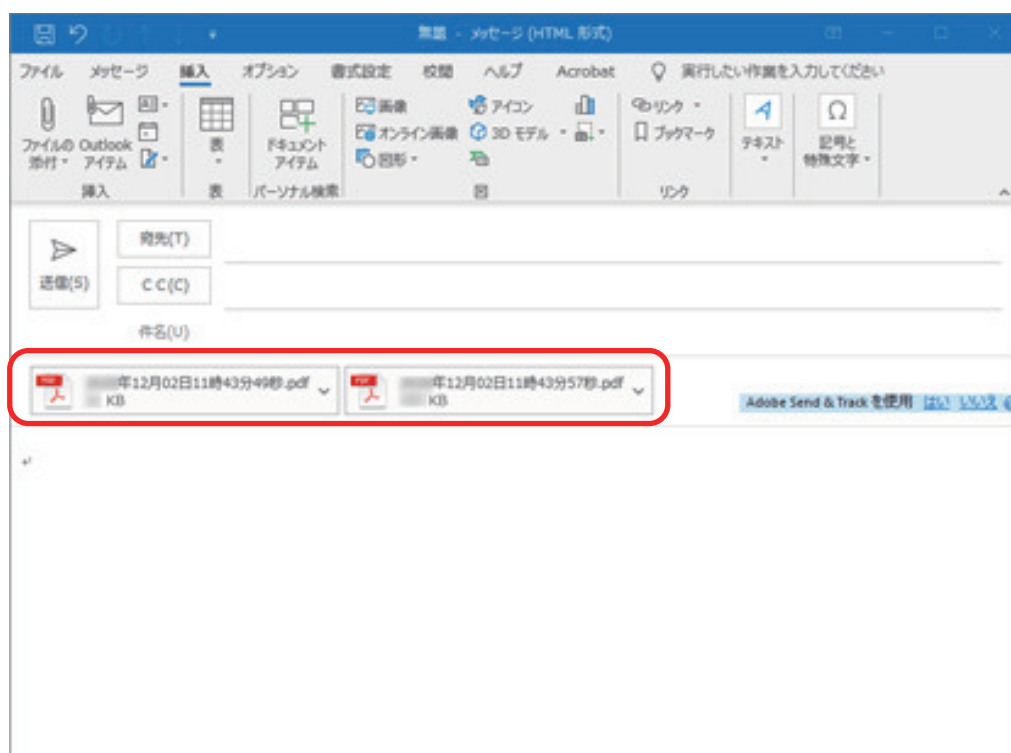 無題 - メッセージ (HTML 形式)
ファイル メッセージ 挿入 オプション 書式設定 校閲 ヘルプ Acrobat 実行したい作業を入力してください
ファイルの添付
Outlook アイテム
挿入
表
表
ドキュメント アイテム
パーソナル検索
画像
オンライン画像
図形
アイコン
3D モデル
図
リンク
ブックマーク
リンク
テキスト
記号と特殊文字
送信(S)
宛先(T)
C C(C)
件名(U)
年12月02日11時43分49秒.pdf
KB
年12月02日11時43分57秒.pdf
KB
Adobe Send & Track を使用 はい いいえ